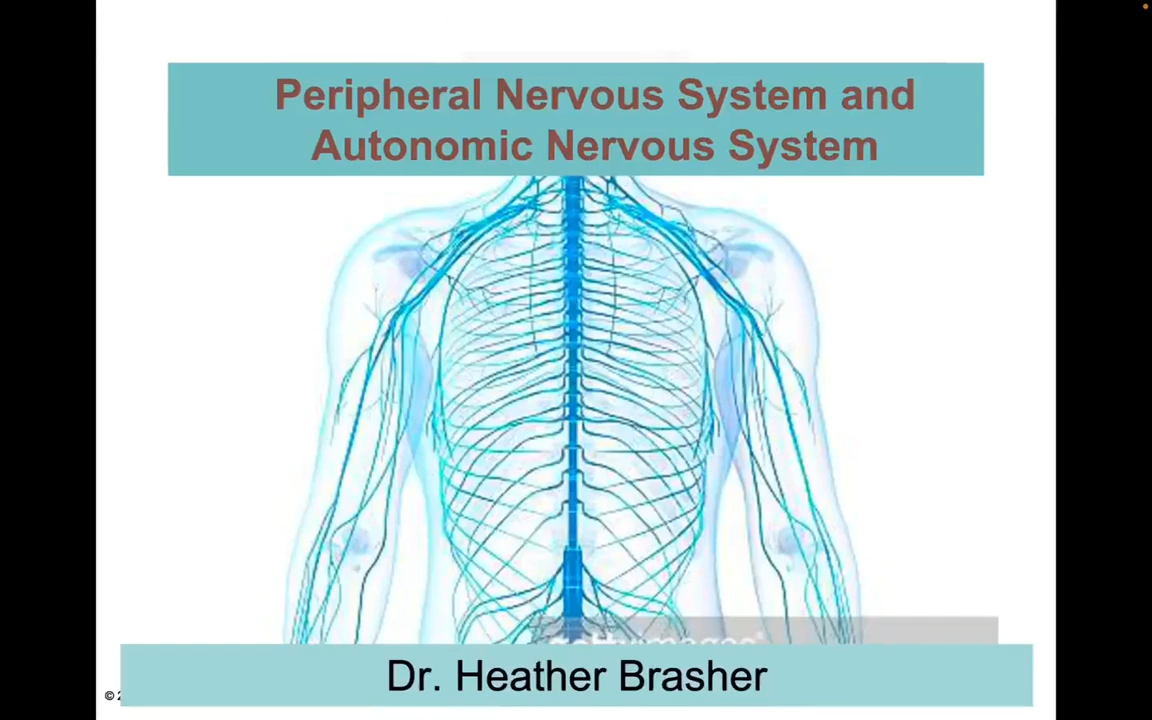 Peripheral Nervous System and
Autonomic Nervous System
Dr. Heather Brasher